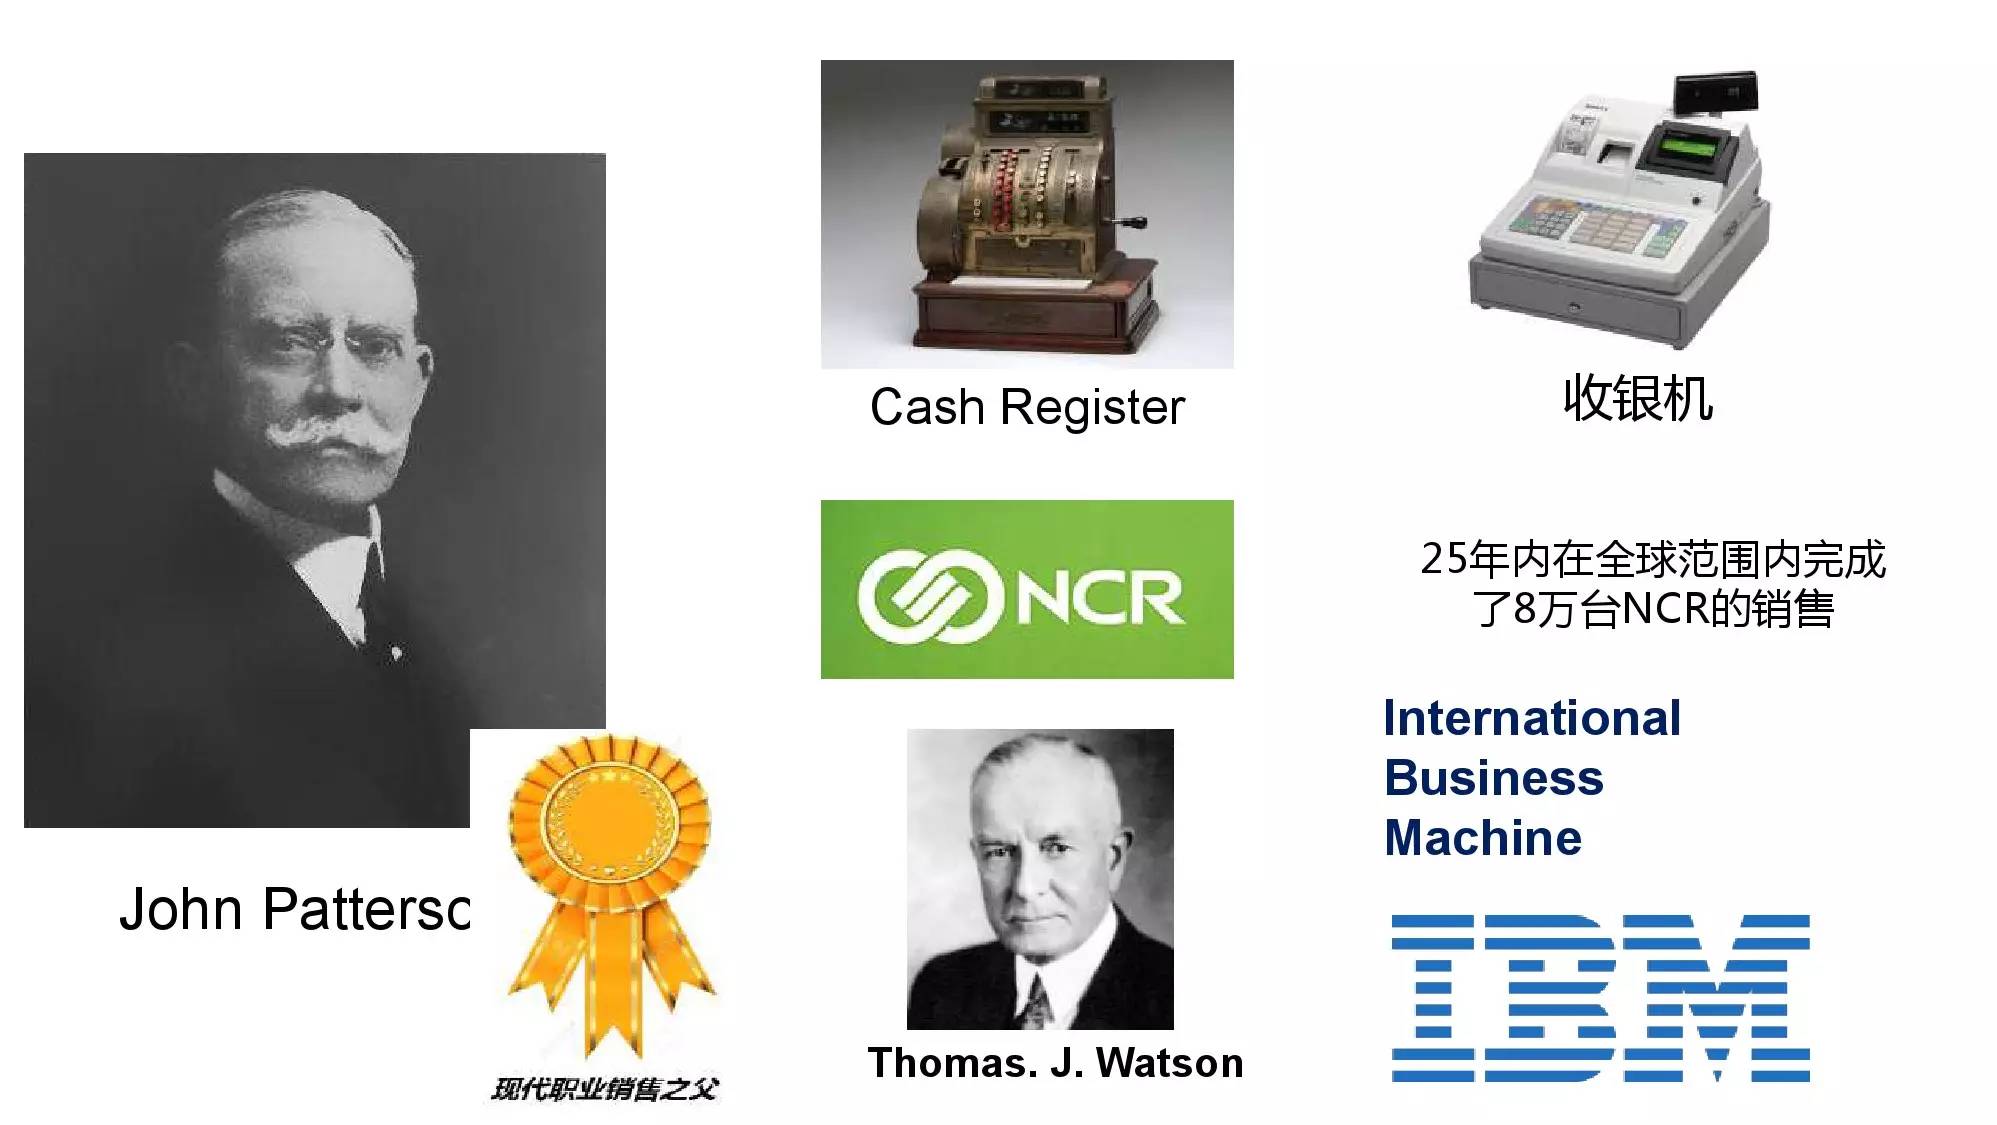 Cash Register
收银机
NCR
25年内在全球范围内完成
了8万台NCR的销售
International
Business
Machine
John Patterso
IBM
Thomas. J. Watson
现代职业销售之父